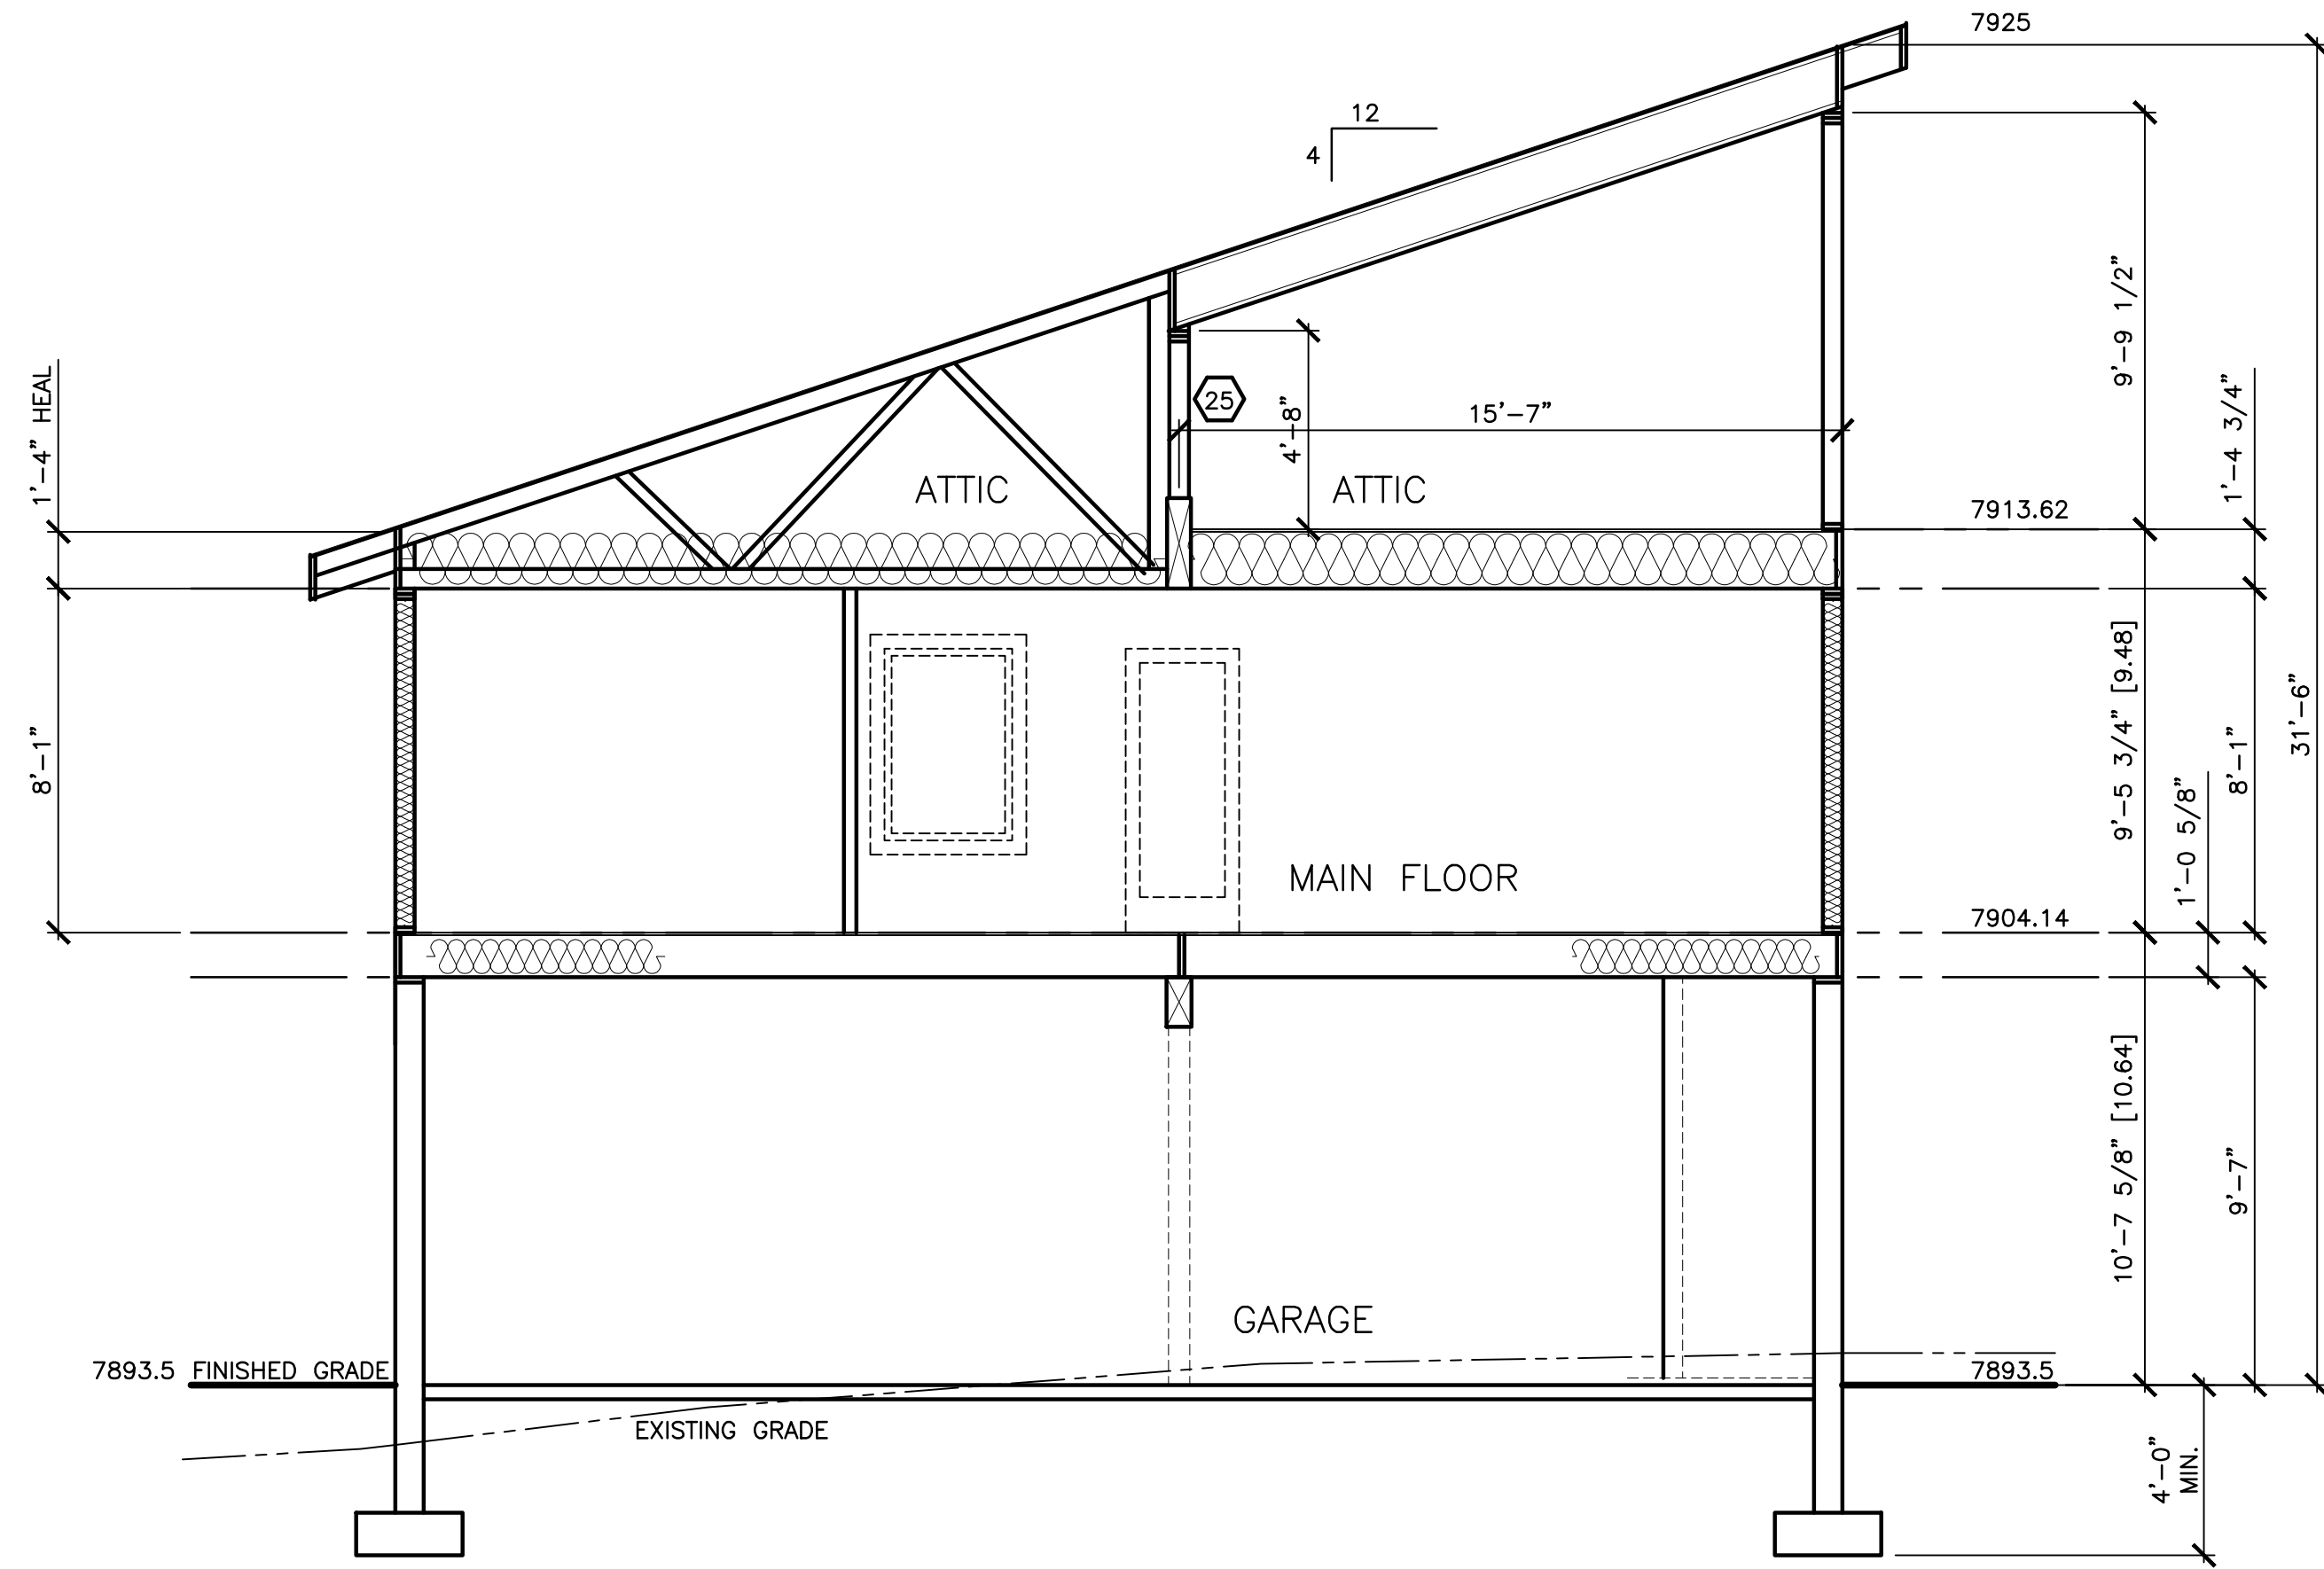 7925
12
4
9'-9 1/2"
1'-4" HEAL
25
4'-8"
15'-7"
1'-4 3/4"
ATTIC
ATTIC
7913.62
8'-1"
9'-5 3/4" [9.48]
1'-0 5/8"
8'-1"
31'-6"
MAIN FLOOR
7904.14
10'-7 5/8" [10.64]
9'-7"
GARAGE
7893.5 FINISHED GRADE
7893.5
EXISTING GRADE
4'-0"
MIN.